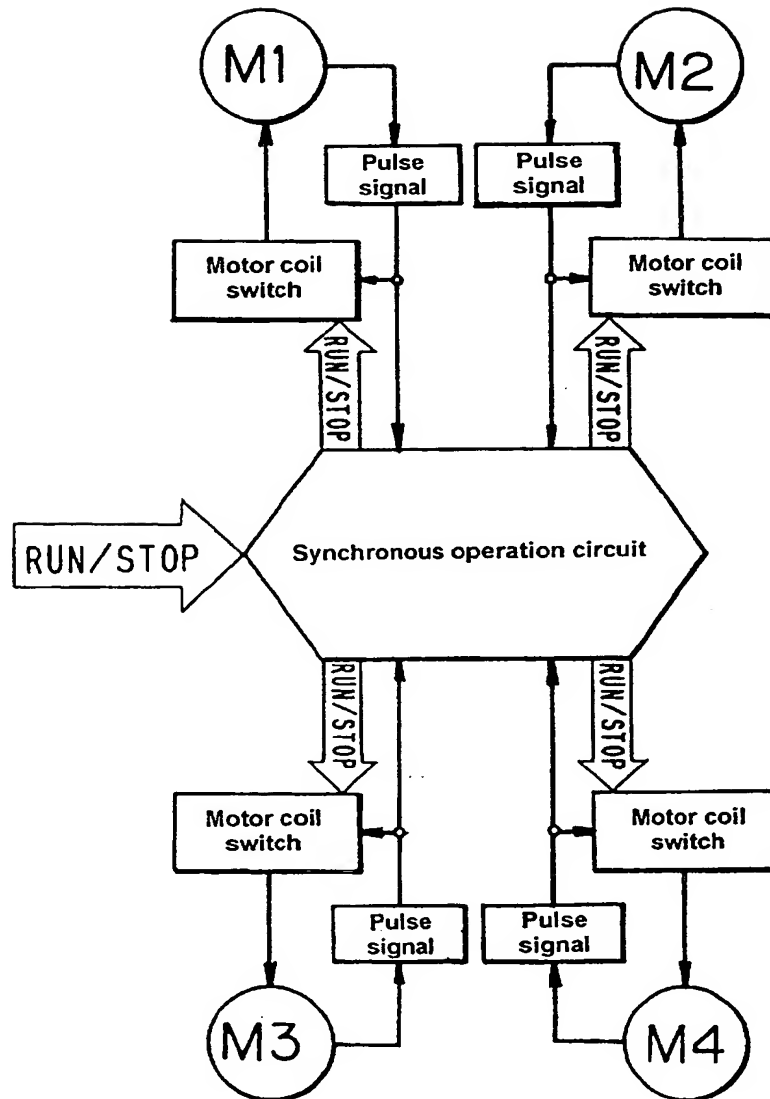 M1
M2
Pulse
signal
Pulse
signal
Motor coil
switch
Motor coil
switch
RUN/STOP
RUN/STOP
RUN/STOP
Synchronous operation circuit
RUN/STOP
RUN/STOP
Motor coil
switch
Motor coil
switch
Pulse
signal
Pulse
signal
M3
M4